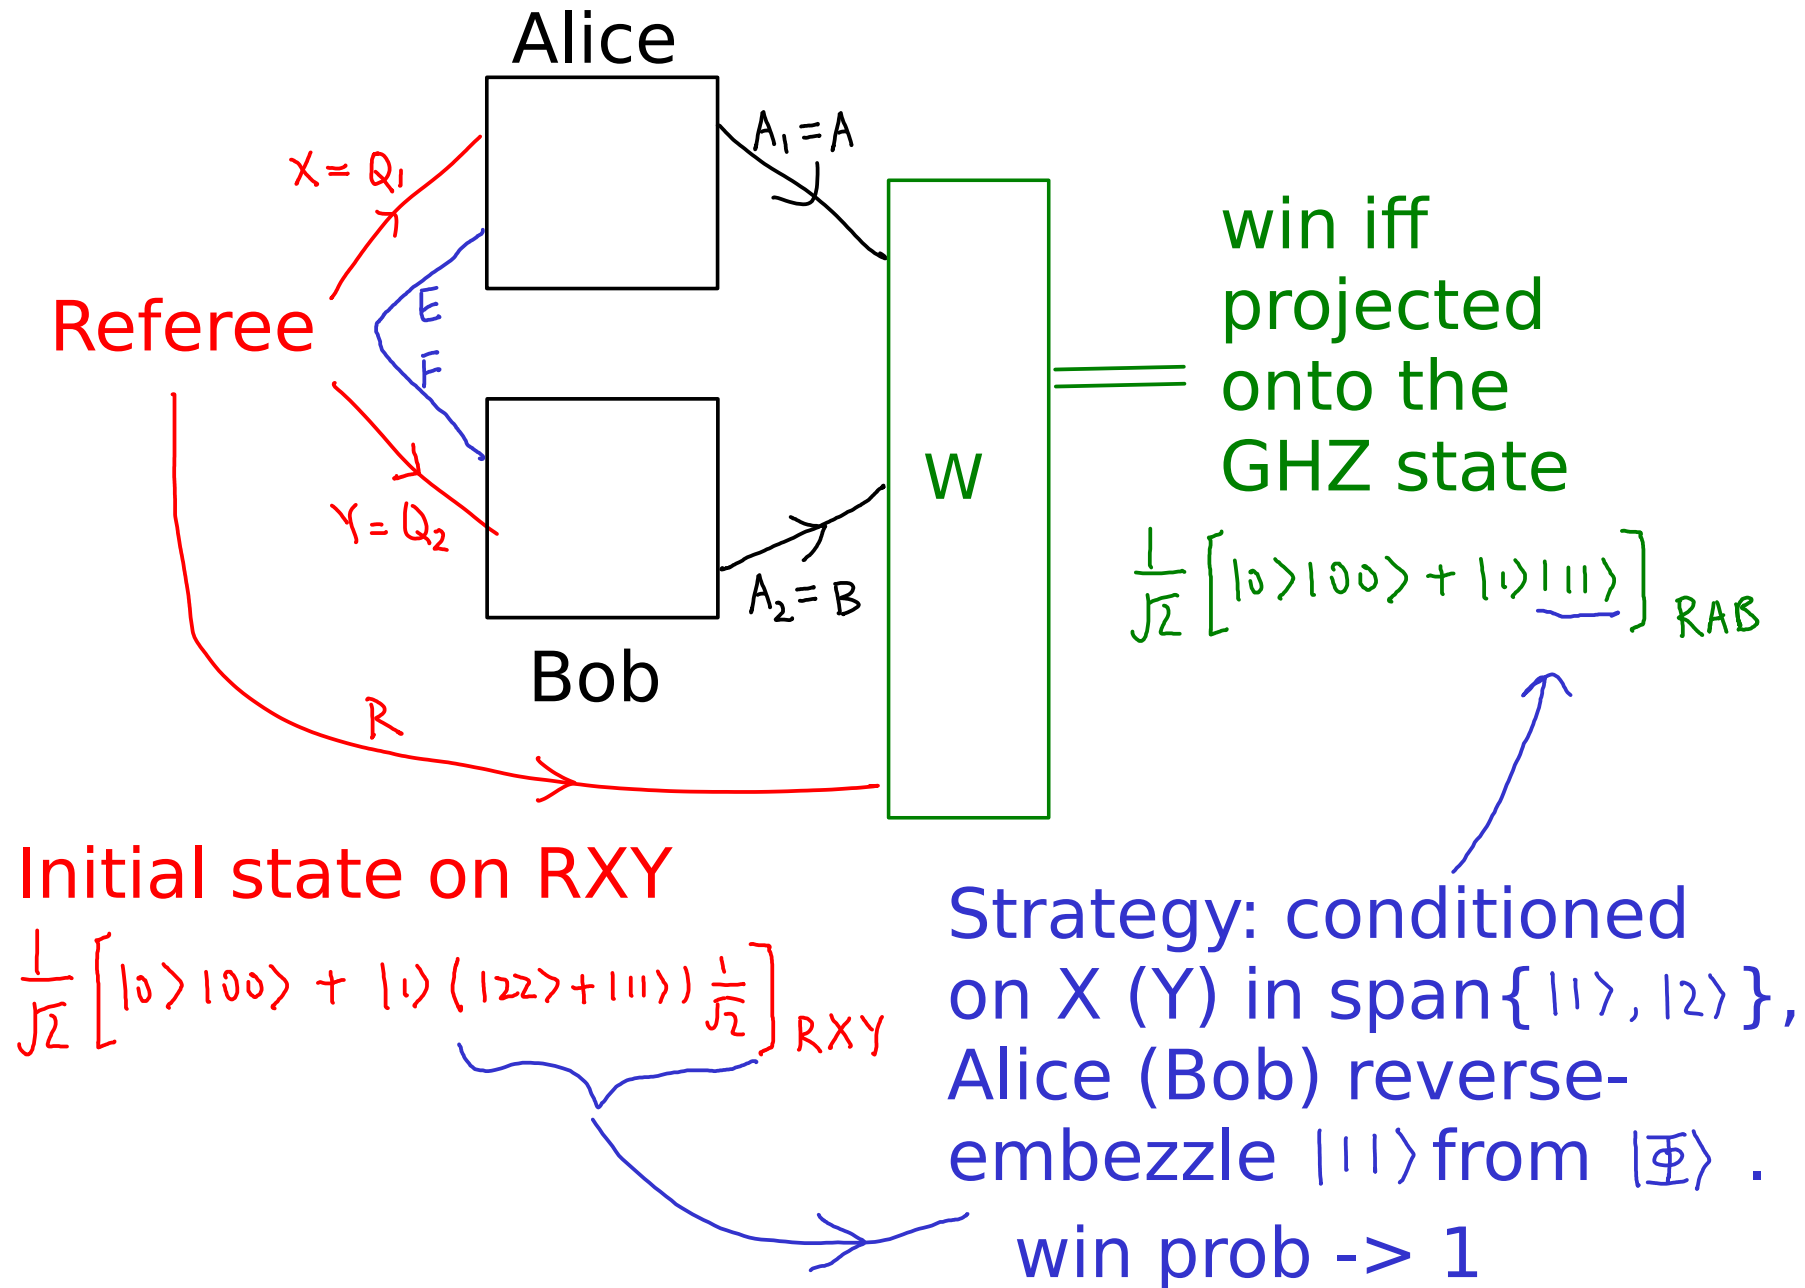 Alice
X = Q₁
A₁ = A
Referee
E
F
Y = Q₂
A₂ = B
Bob
R
W
win iff
projected
onto the
GHZ state
1/√2 [|0>|00> + |1>|11>] RAB
Initial state on RXY
1/√2 [|0>|00> + |1>(|22> + |11>) 1/√2] RXY
Strategy: conditioned
on X (Y) in span{|1>, |2>},
Alice (Bob) reverse-
embezzle |11> from |Φ> .
win prob -> 1